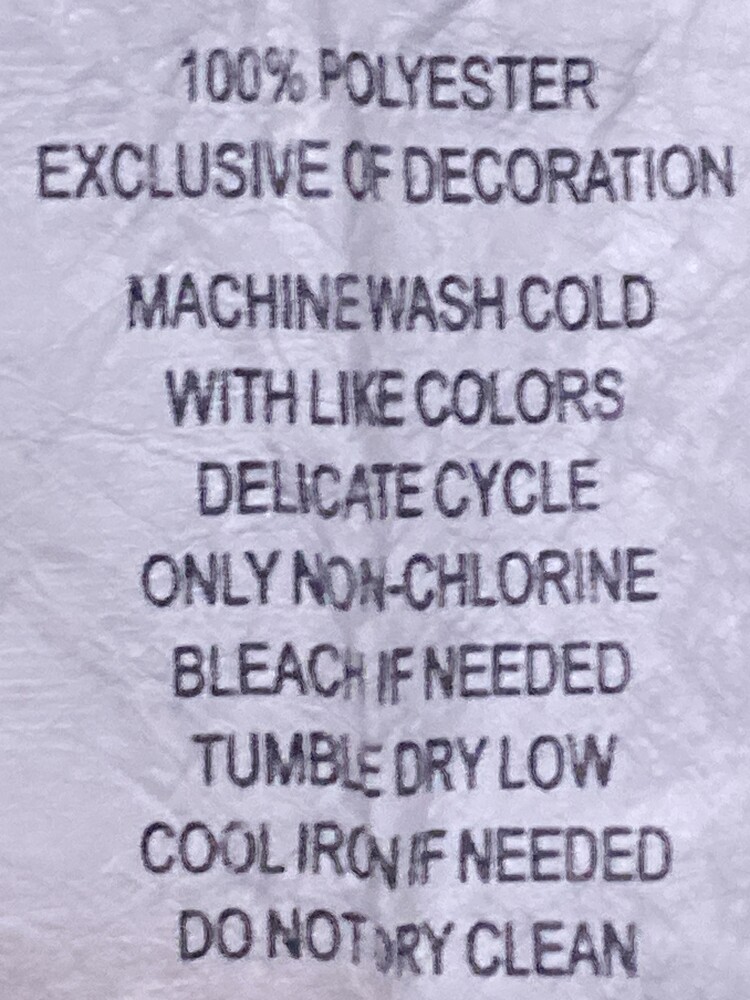 100% POLYESTER
EXCLUSIVE OF DECORATION
MACHINE WASH COLD
WITH LIKE COLORS
DELICATE CYCLE
ONLY NON-CHLORINE
BLEACH IF NEEDED
TUMBLE DRY LOW
COOL IRON IF NEEDED
DO NOT DRY CLEAN